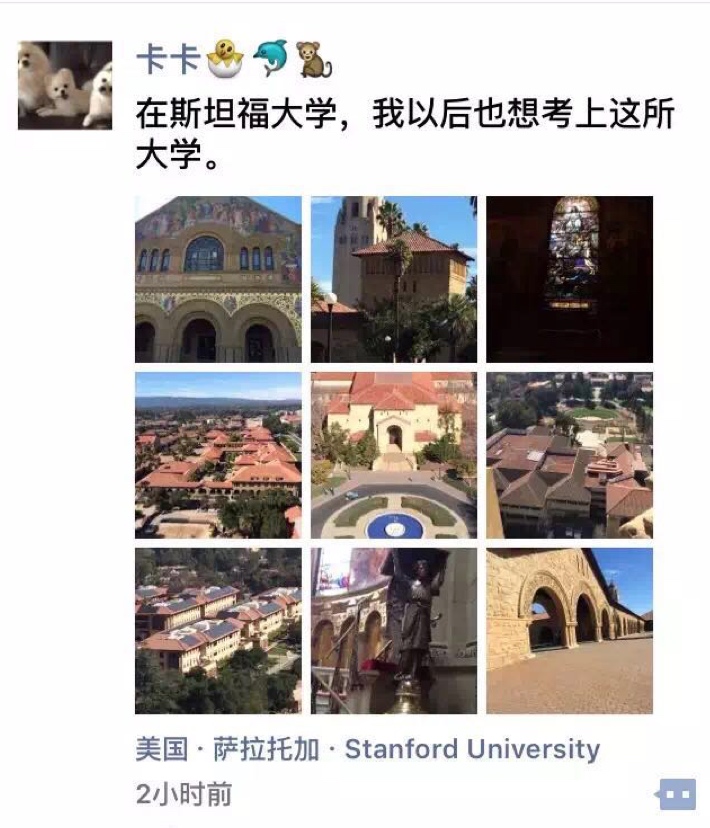 卡卡🐣🐬🐒
在斯坦福大学，我以后也想考上这所
大学。
美国 · 萨拉托加 · Stanford University
2小时前